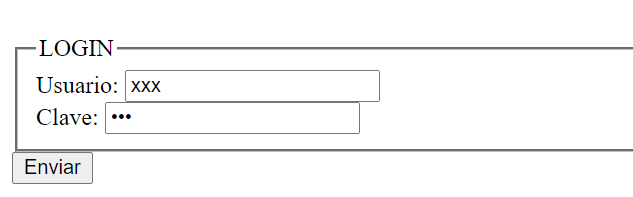 LOGIN
Usuario: xxx
Clave: •••
Enviar